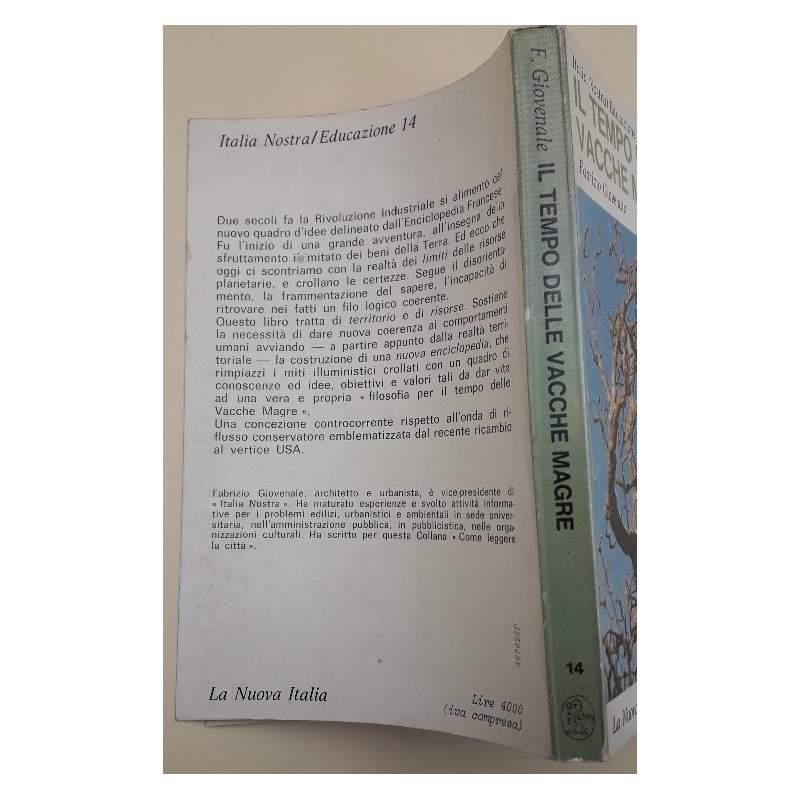 Italia Nostra/Educazione 14
Due secoli fa la Rivoluzione Industriale si alimentò del
nuovo quadro d'idee delineato dall'Enciclopedia Francese
Fu l'inizio di una grande avventura, all'insegna dello
sfruttamento illimitato dei beni della Terra. Ed ecco che
oggi ci scontriamo con la realtà dei limiti delle risorse
planetarie, e crollano le certezze. Segue il disorienta-
mento, la frammentazione del sapere, l'incapacità di
ritrovare nei fatti un filo logico coerente.
Questo libro tratta di territorio e di risorse. Sostiene
la necessità di dare nuova coerenza ai comportamenti
umani avviando — a partire appunto dalla realtà terri-
toriale — la costruzione di una nuova enciclopedia, che
rimpiazzi i miti illuministici crollati con un quadro di
conoscenze ed idee, obiettivi e valori tali da dar vita
ad una vera e propria « filosofia per il tempo delle
Vacche Magre ».
Una concezione controcorrente rispetto all'onda di ri-
flusso conservatore emblematizzata dal recente ricambio
al vertice USA.
Fabrizio Giovenale, architetto e urbanista, è vice-presidente di
« Italia Nostra ». Ha maturato esperienze e svolto attività informa-
tive per i problemi edilizi, urbanistici e ambientali in sede univer-
sitaria, nell'amministrazione pubblica, in pubblicistica, nelle orga-
nizzazioni culturali. Ha scritto per questa Collana « Come leggere
la città ».
La Nuova Italia
Lire 4000
(iva compresa)
F. Giovenale IL TEMPO DELLE VACCHE MAGRE
14
IL TEMPO
VACCHE M
Fabrizio Giovenale
La Nuov